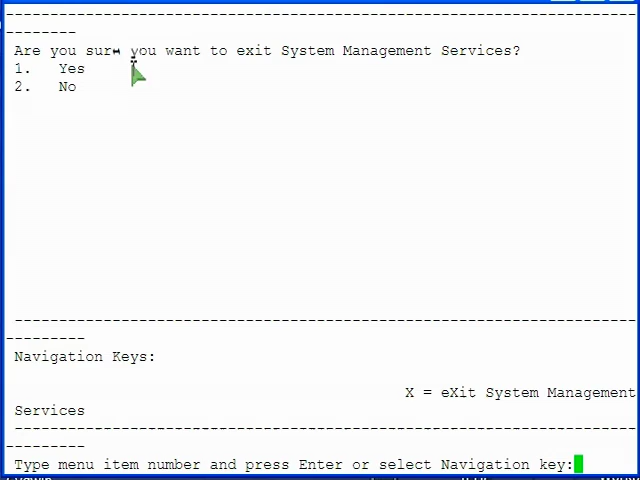 --------------------------------------------------------------------------------
Are you sure you want to exit System Management Services?
1. Yes
2. No
--------------------------------------------------------------------------------
Navigation Keys:
X = eXit System Management
Services
--------------------------------------------------------------------------------
Type menu item number and press Enter or select Navigation key: